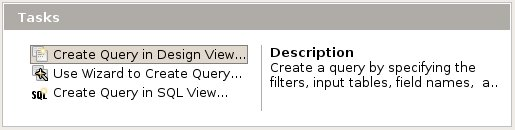 Tasks
Create Query in Design View...
Use Wizard to Create Query...
SQL Create Query in SQL View...
Description
Create a query by specifying the
filters, input tables, field names,  a..